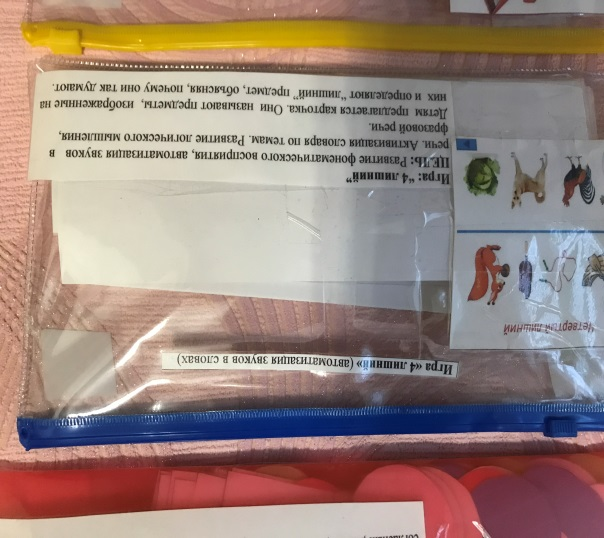 Игра «4 лишний» (автоматизация звуков в словах)
Четвертый лишний
Игра: “4 лишний”
ЦЕЛЬ: Развитие фонематического восприятия, автоматизация звуков в
речи. Активизация словаря по темам. Развитие логического мышления,
фразовой речи.
Детям предлагается карточка. Они называют предметы, изображенные на
них и определяют "лишний" предмет, объясняя, почему они так думают.